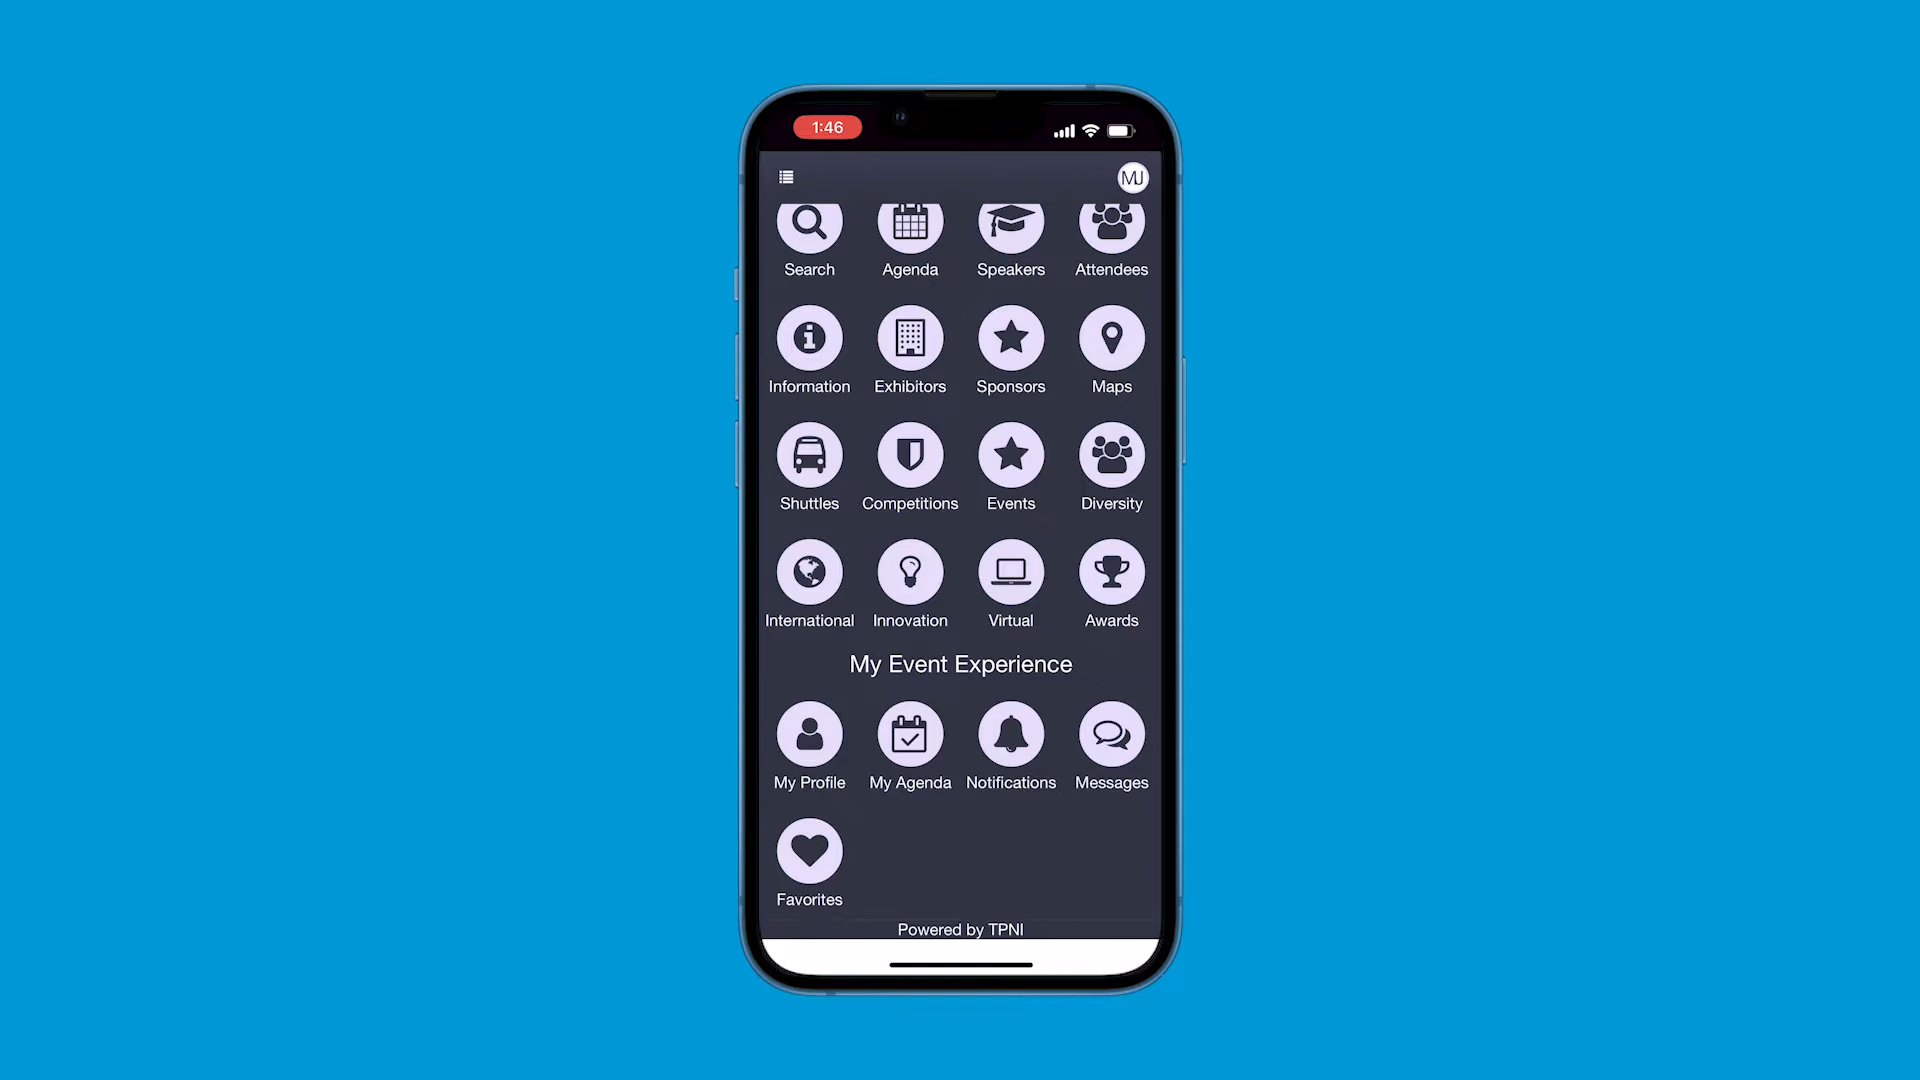 1:46
MJ
Search Agenda Speakers Attendees
Information Exhibitors Sponsors Maps
Shuttles Competitions Events Diversity
International Innovation Virtual Awards
My Event Experience
My Profile My Agenda Notifications Messages
Favorites
Powered by TPNI